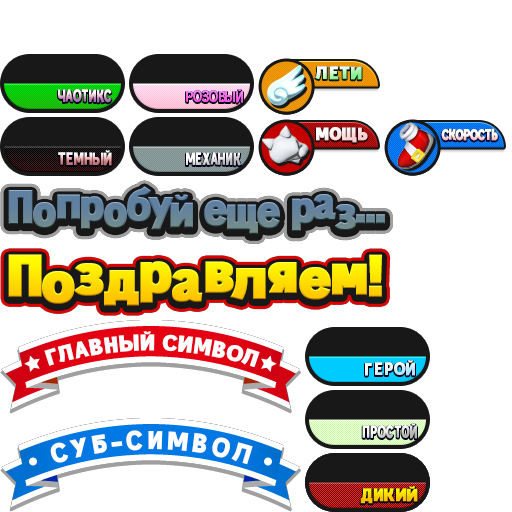 ЧАОТИКС
РОЗОВЫЙ
ЛЕТИ
ТЕМНЫЙ
МЕХАНИК
МОЩЬ
СКОРОСТЬ
Попробуй еще раз...
Поздравляем!
ГЛАВНЫЙ СИМВОЛ
ГЕРОЙ
ПРОСТОЙ
СУБ-СИМВОЛ
ДИКИЙ